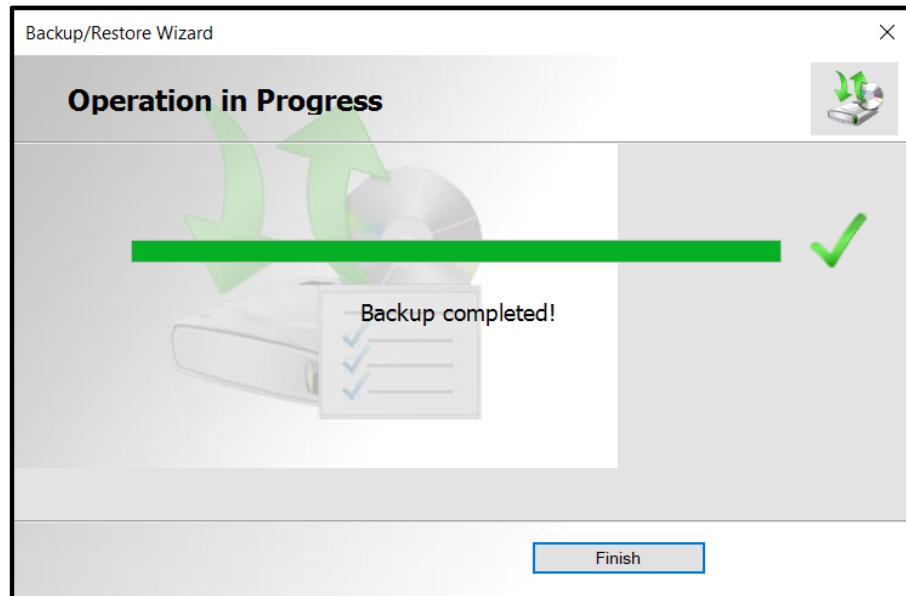 Backup/Restore Wizard
Operation in Progress
Backup completed!
Finish